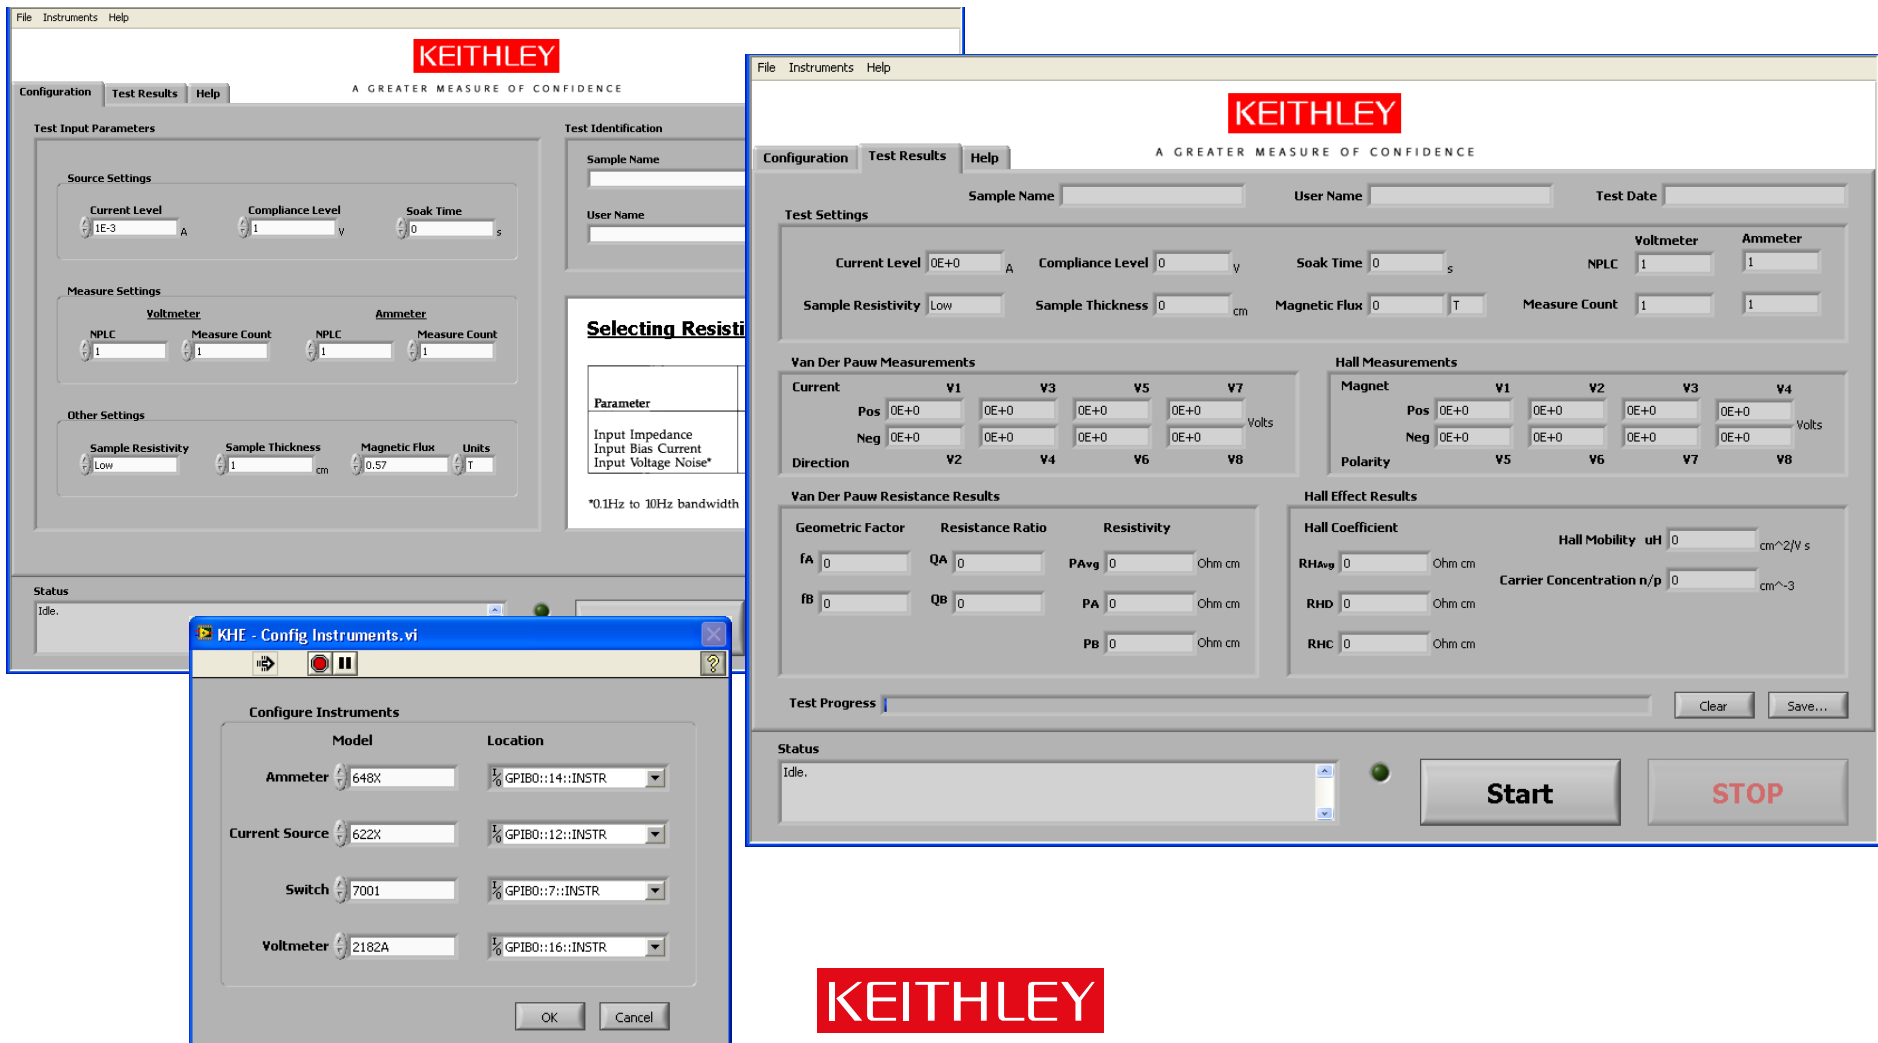 File Instruments Help
KEITHLEY
A GREATER MEASURE OF CONFIDENCE
Configuration Test Results Help
Test Input Parameters
Source Settings
Current Level Compliance Level Soak Time
1E-3 A 1 V 0 s
Measure Settings
Voltmeter Ammeter
NPLC Measure Count NPLC Measure Count
1 1 1 1
Other Settings
Sample Resistivity Sample Thickness Magnetic Flux Units
Low 1 cm 0.57 T
Test Identification
Sample Name
User Name
Selecting Resisti
Parameter
Input Impedance
Input Bias Current
Input Voltage Noise*
*0.1Hz to 10Hz bandwidth
Status
Idle.
KHE - Config Instruments.vi
Configure Instruments
Model Location
Ammeter 648X GPIB0::14::INSTR
Current Source 622X GPIB0::12::INSTR
Switch 7001 GPIB0::7::INSTR
Voltmeter 2182A GPIB0::16::INSTR
OK Cancel
File Instruments Help
KEITHLEY
A GREATER MEASURE OF CONFIDENCE
Configuration Test Results Help
Sample Name User Name Test Date
Test Settings
Voltmeter Ammeter
Current Level 0E+0 A Compliance Level 0 V Soak Time 0 s NPLC 1 1
Sample Resistivity Low Sample Thickness 0 cm Magnetic Flux 0 T Measure Count 1 1
Van Der Pauw Measurements
Current V1 V3 V5 V7
Pos 0E+0 0E+0 0E+0 0E+0
Volts
Neg 0E+0 0E+0 0E+0 0E+0
Direction V2 V4 V6 V8
Hall Measurements
Magnet V1 V2 V3 V4
Pos 0E+0 0E+0 0E+0 0E+0
Volts
Neg 0E+0 0E+0 0E+0 0E+0
Polarity V5 V6 V7 V8
Van Der Pauw Resistance Results
Geometric Factor Resistance Ratio Resistivity
fA 0 QA 0 PAvg 0 Ohm cm
fB 0 QB 0 PA 0 Ohm cm
PB 0 Ohm cm
Hall Effect Results
Hall Coefficient
Hall Mobility uH 0 cm^2/V s
RHAvg 0 Ohm cm
Carrier Concentration n/p 0 cm^-3
RHD 0 Ohm cm
RHC 0 Ohm cm
Test Progress Clear Save...
Status
Idle.
Start STOP
KEITHLEY